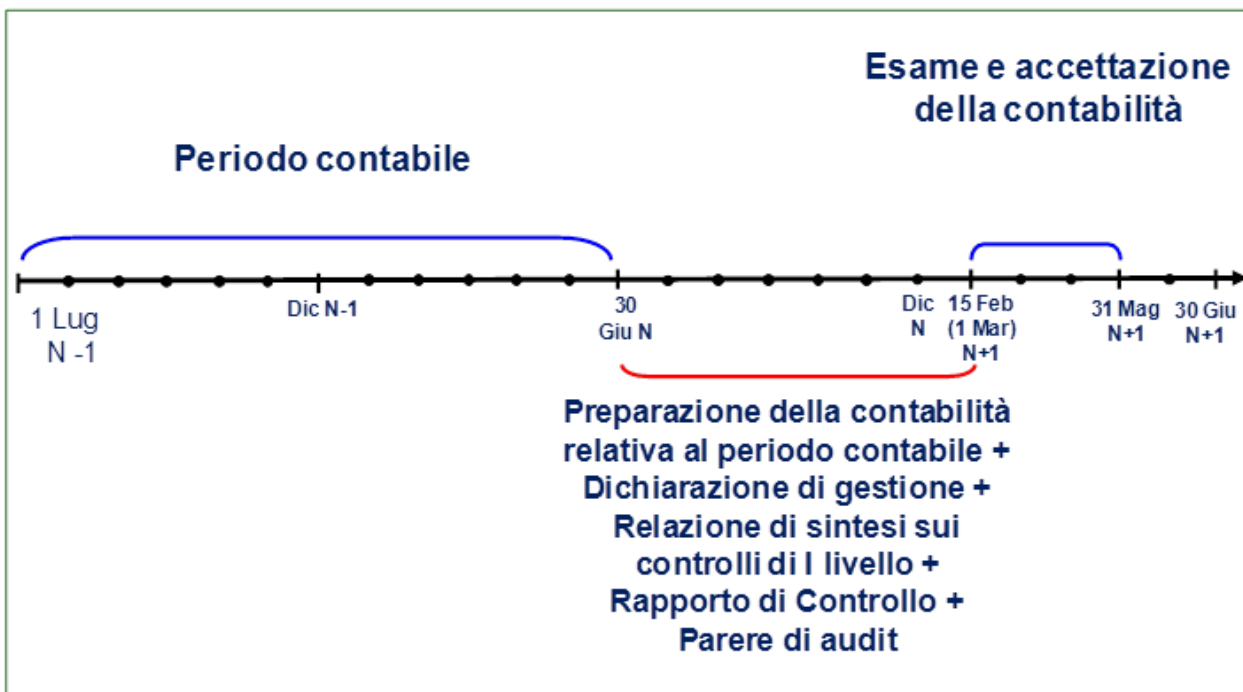 Esame e accettazione
della contabilità
Periodo contabile
1 Lug
N -1
Dic N-1
30
Giu N
Dic
N
15 Feb
(1 Mar)
N+1
31 Mag
N+1
30 Giu
N+1
Preparazione della contabilità
relativa al periodo contabile +
Dichiarazione di gestione +
Relazione di sintesi sui
controlli di I livello +
Rapporto di Controllo +
Parere di audit